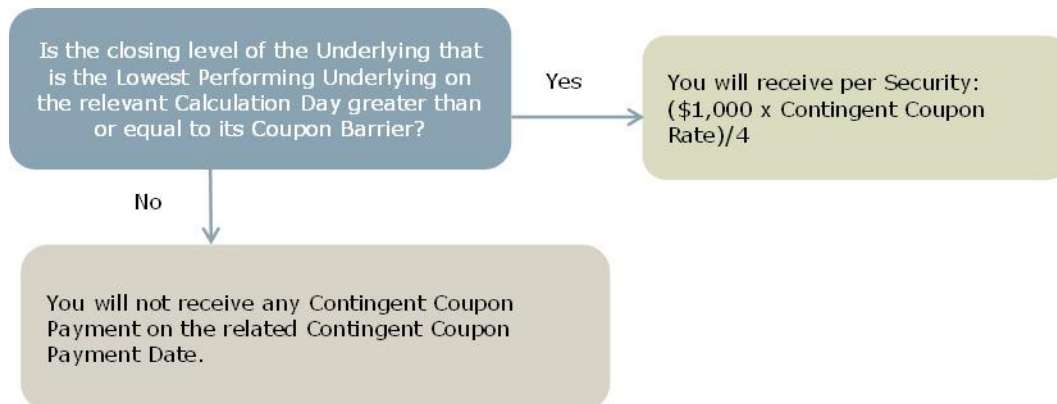 Is the closing level of the Underlying that
is the Lowest Performing Underlying on
the relevant Calculation Day greater than
or equal to its Coupon Barrier?
Yes
You will receive per Security:
($1,000 x Contingent Coupon
Rate)/4
No
You will not receive any Contingent Coupon
Payment on the related Contingent Coupon
Payment Date.